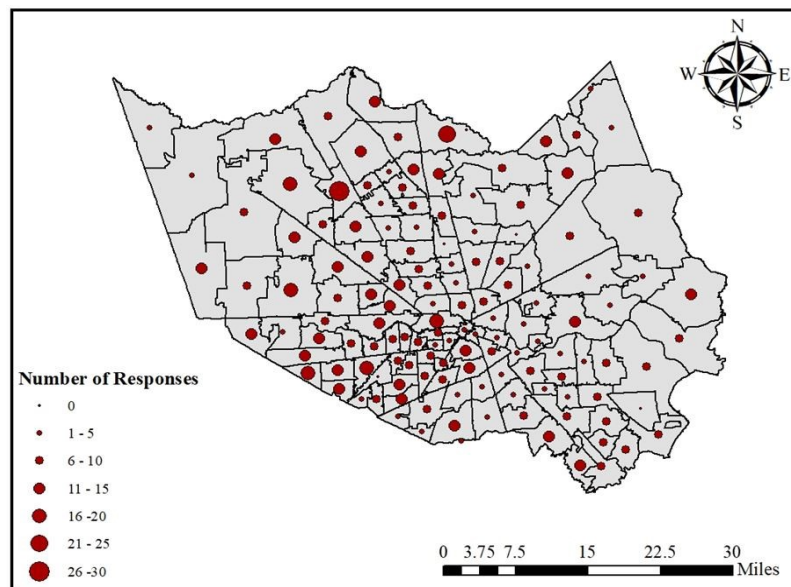 N
W E
S
Number of Responses
0
1 - 5
6 - 10
11 - 15
16 -20
21 - 25
26 -30
0 3.75 7.5 15 22.5 30
Miles